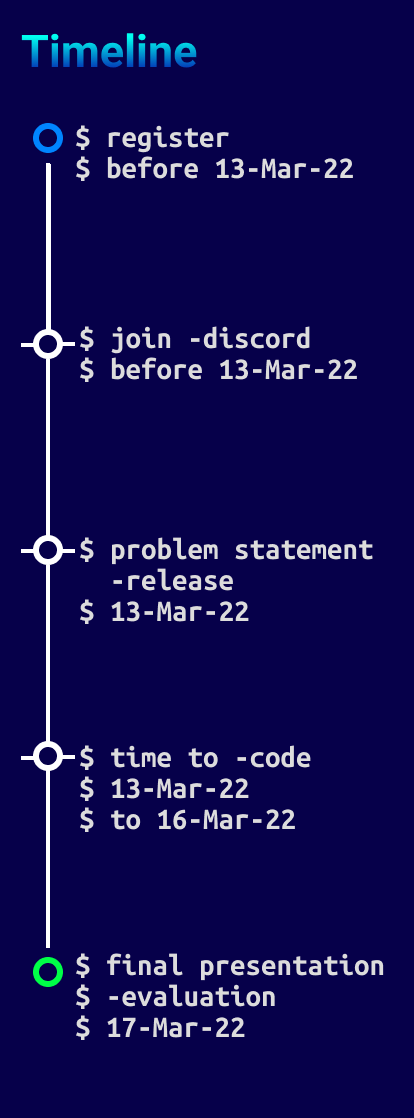 Timeline
$ register
$ before 13-Mar-22
$ join -discord
$ before 13-Mar-22
$ problem statement
-release
$ 13-Mar-22
$ time to -code
$ 13-Mar-22
$ to 16-Mar-22
$ final presentation
$ -evaluation
$ 17-Mar-22